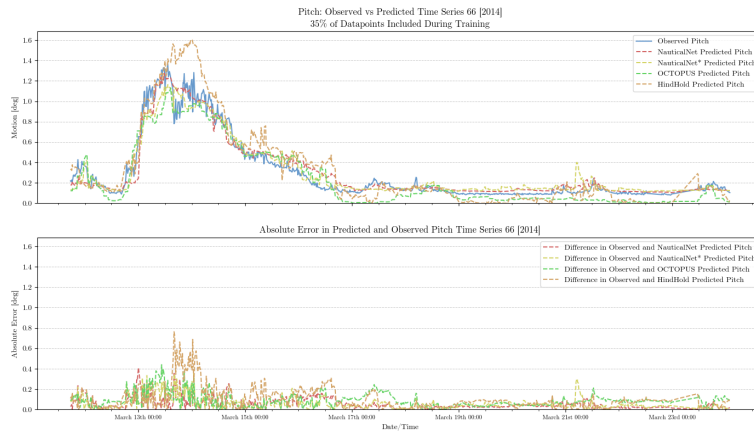 Pitch: Observed vs Predicted Time Series 66 [2014]
35% of Datapoints Included During Training
Motion [deg]
1.6
1.4
1.2
1.0
0.8
0.6
0.4
0.2
0.0
Observed Pitch
NauticalNet Predicted Pitch
NauticalNet* Predicted Pitch
OCTOPUS Predicted Pitch
HindHold Predicted Pitch
Absolute Error in Predicted and Observed Pitch Time Series 66 [2014]
Absolute Error [deg]
1.6
1.4
1.2
1.0
0.8
0.6
0.4
0.2
0.0
Difference in Observed and NauticalNet Predicted Pitch
Difference in Observed and NauticalNet* Predicted Pitch
Difference in Observed and OCTOPUS Predicted Pitch
Difference in Observed and HindHold Predicted Pitch
March 13th 00:00
March 15th 00:00
March 17th 00:00
March 19th 00:00
March 21st 00:00
March 23rd 00:00
Date/Time